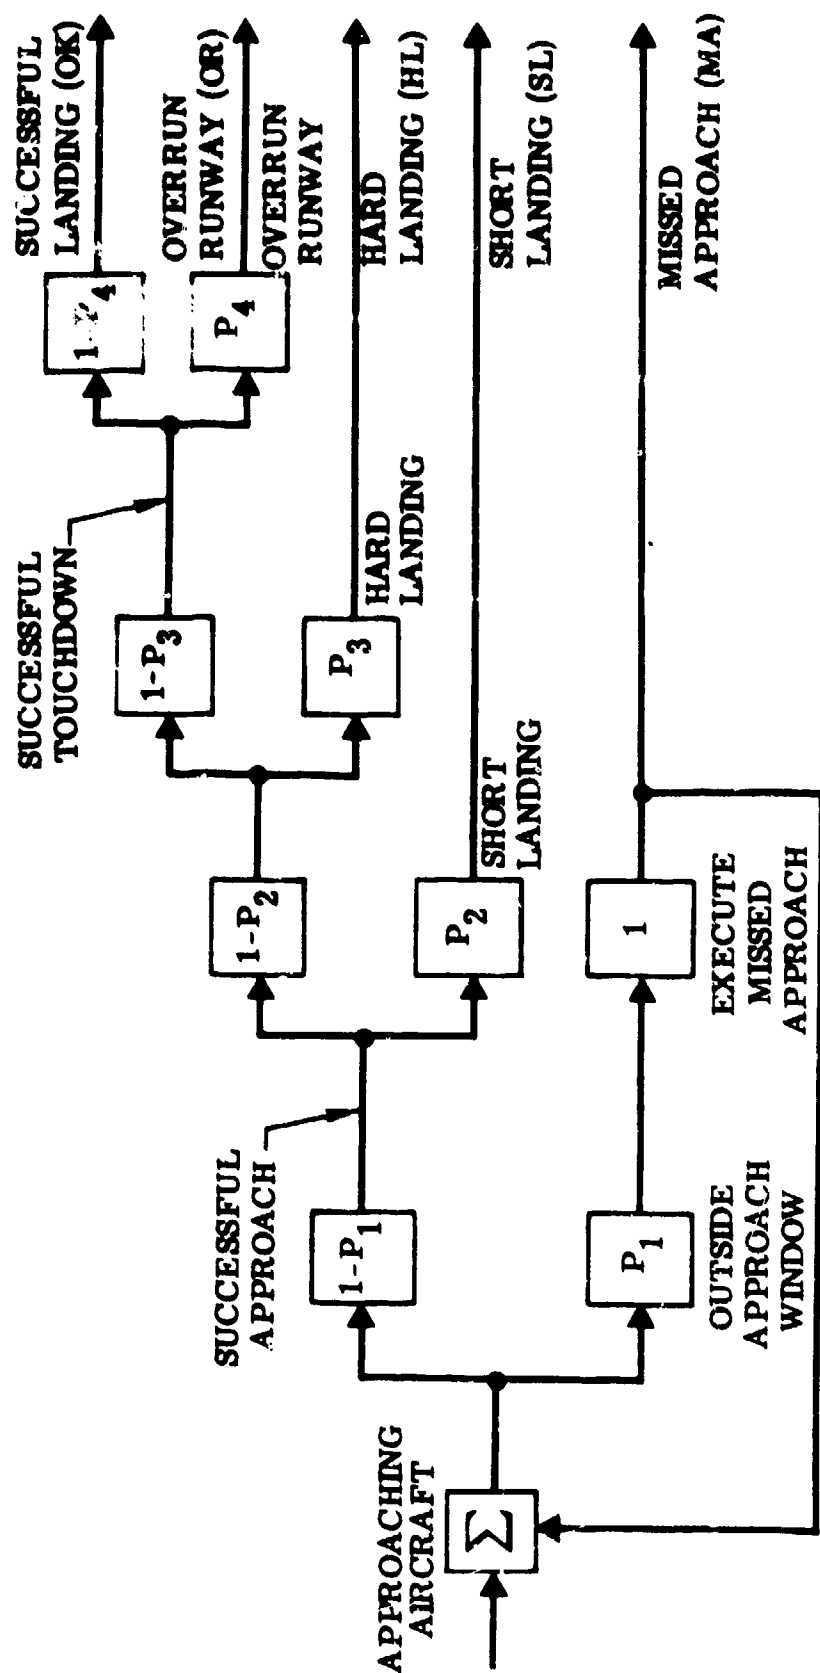 APPROACHING
AIRCRAFT
Σ
SUCCESSFUL
APPROACH
1-P1
P1
OUTSIDE
APPROACH
WINDOW
1-P2
P2
SHORT
LANDING
1
EXECUTE
MISSED
APPROACH
SUCCESSFUL
TOUCHDOWN
1-P3
P3
HARD
LANDING
1-P4
P4
SUCCESSFUL
LANDING (OK)
OVERRUN
RUNWAY (OR)
OVERRUN
RUNWAY
HARD
LANDING (HL)
SHORT
LANDING (SL)
MISSED
APPROACH (MA)